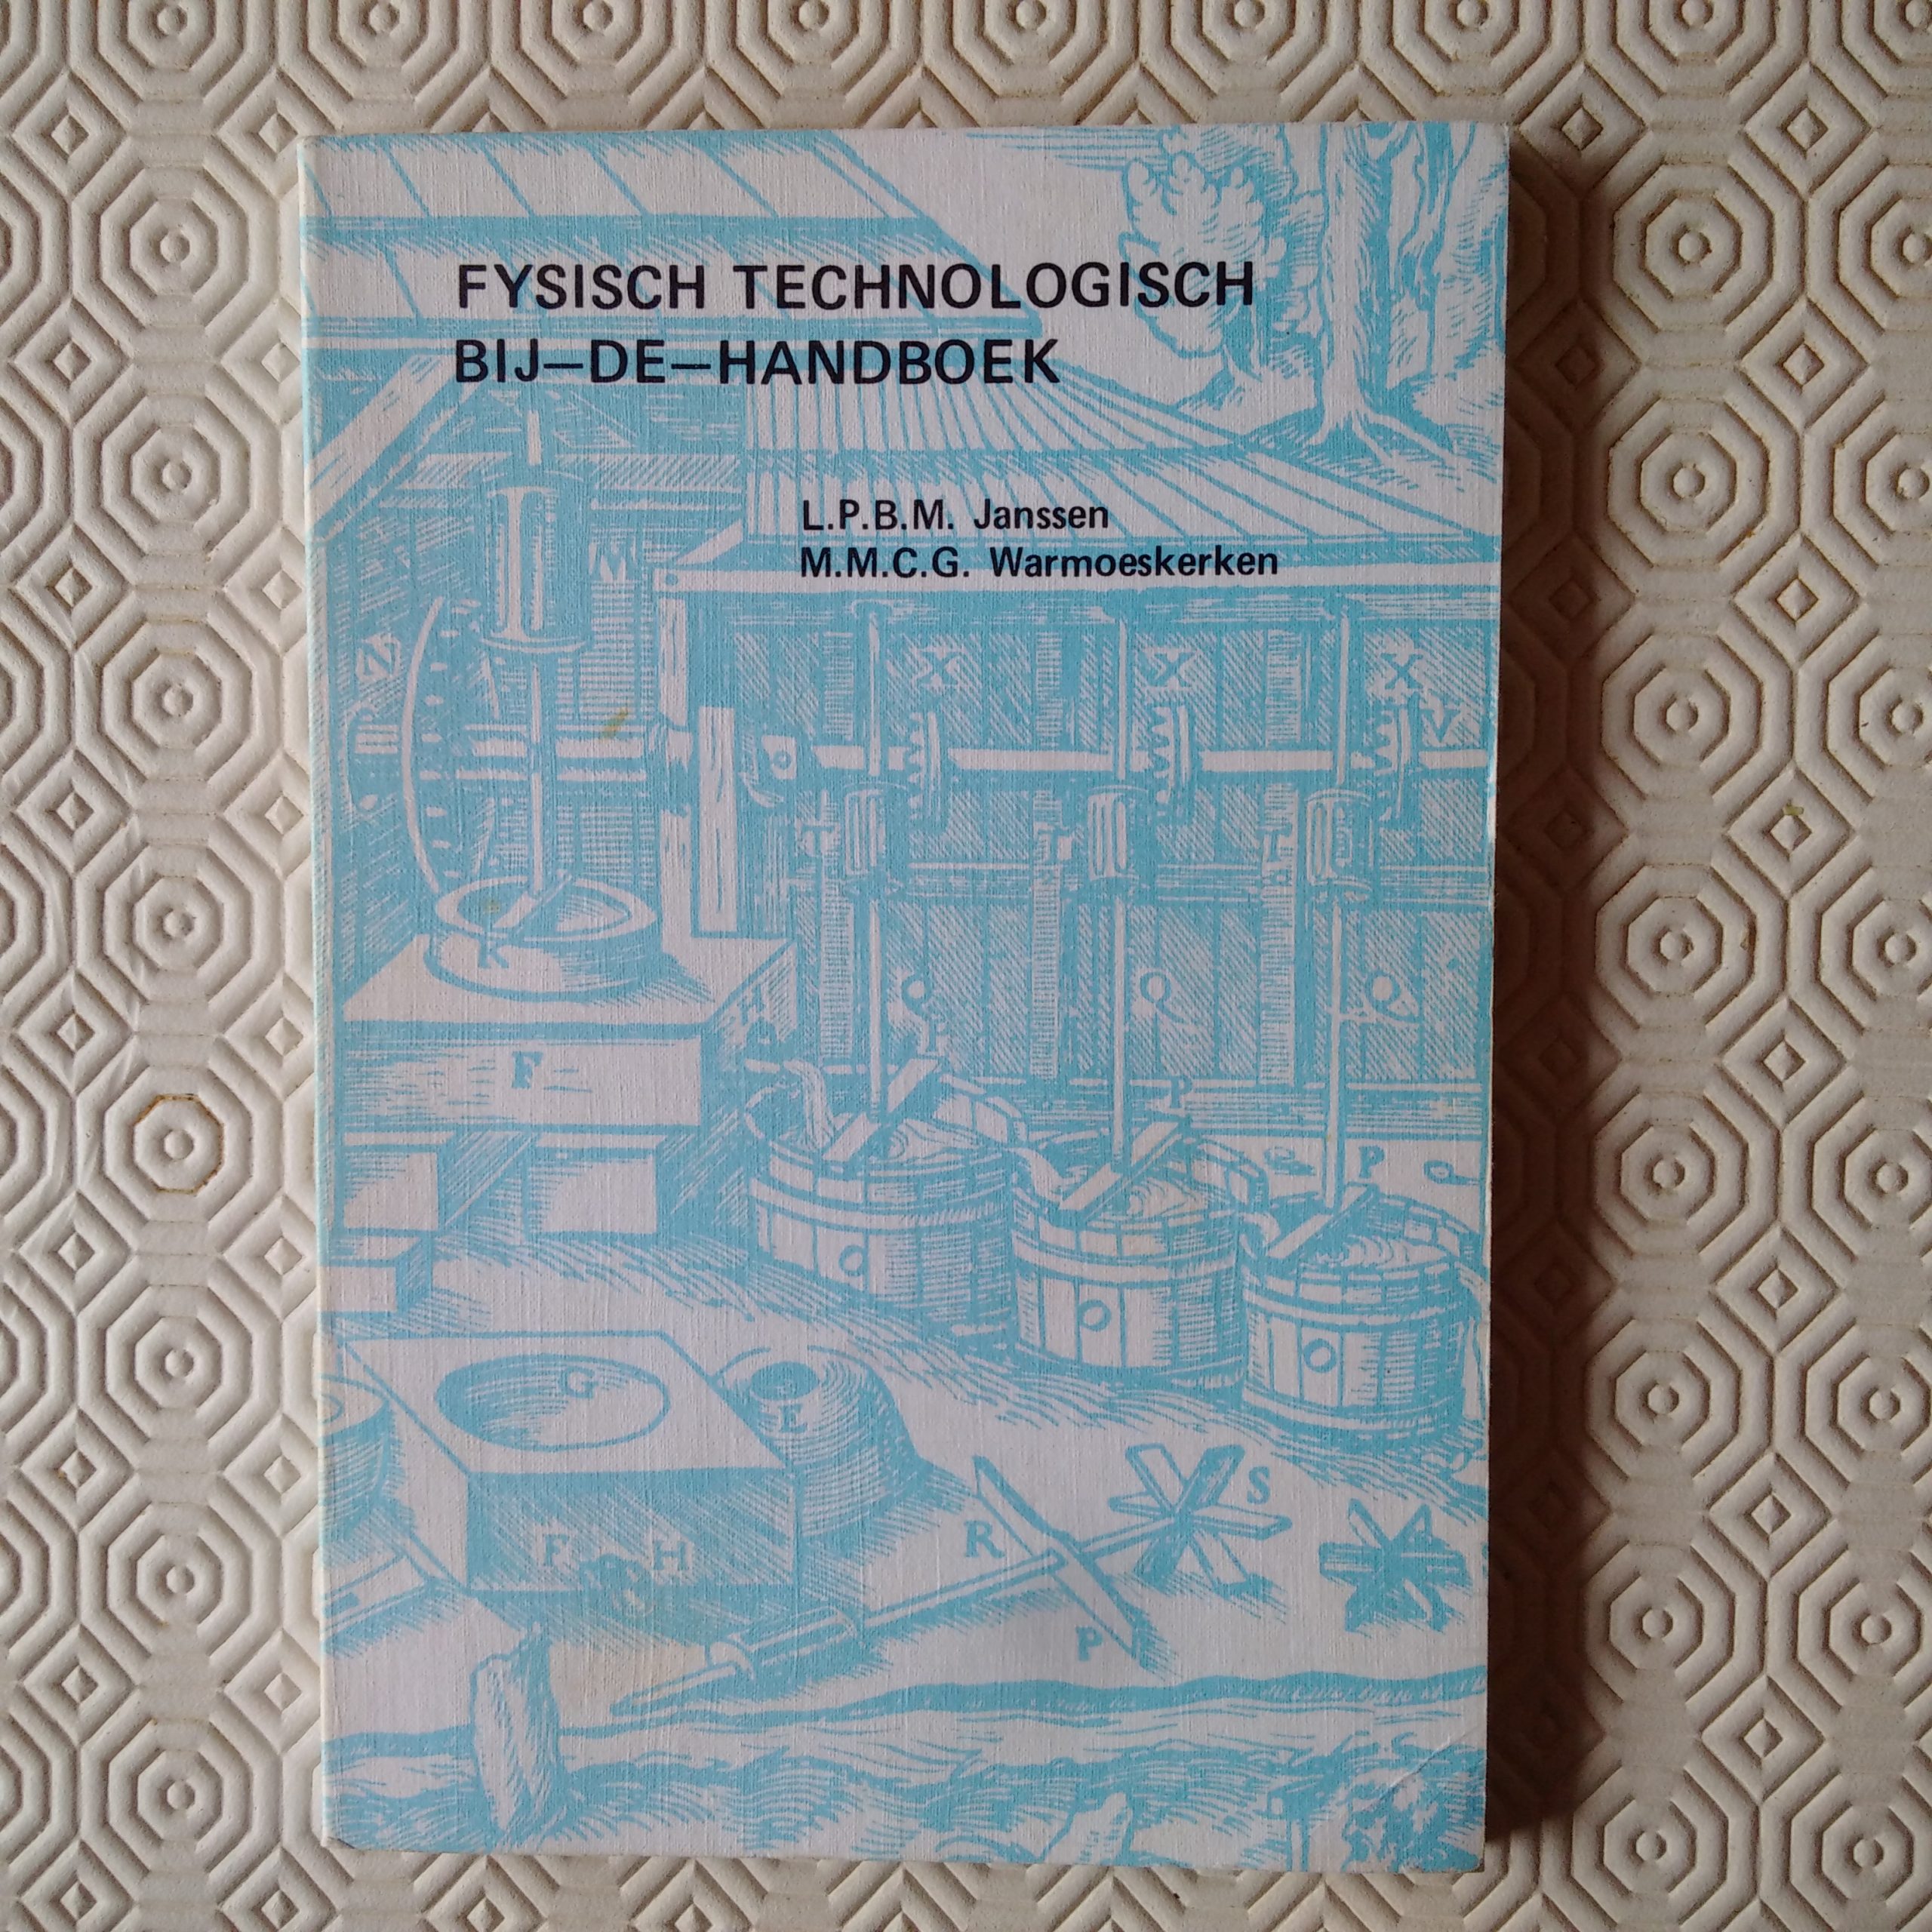 FYSISCH TECHNOLOGISCH
BIJ—DE—HANDBOEK
L.P.B.M. Janssen
M.M.C.G. Warmoeskerken
X X X
V
K
H
F
Q Q Q
P
P
O
O
O
G
E
S
R
F H
P